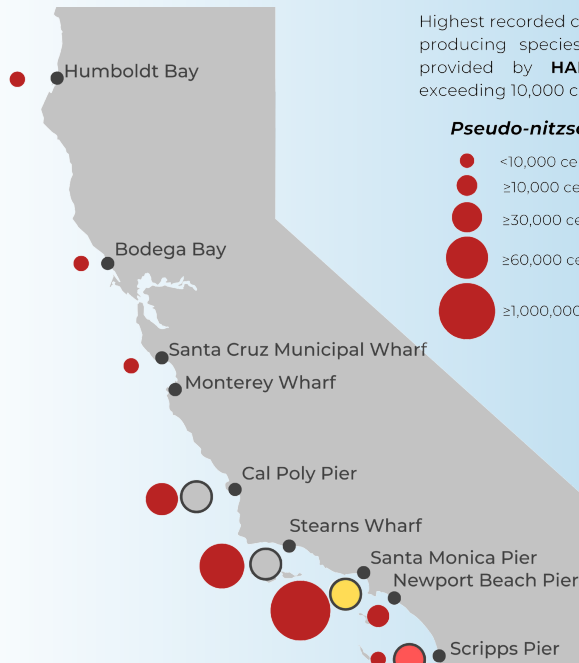 Highest recorded c
producing species
provided by HA
exceeding 10,000 c
Pseudo-nitzs
<10,000 ce
≥10,000 ce
≥30,000 ce
≥60,000 ce
≥1,000,000
Humboldt Bay
Bodega Bay
Santa Cruz Municipal Wharf
Monterey Wharf
Cal Poly Pier
Stearns Wharf
Santa Monica Pier
Newport Beach Pier
Scripps Pier